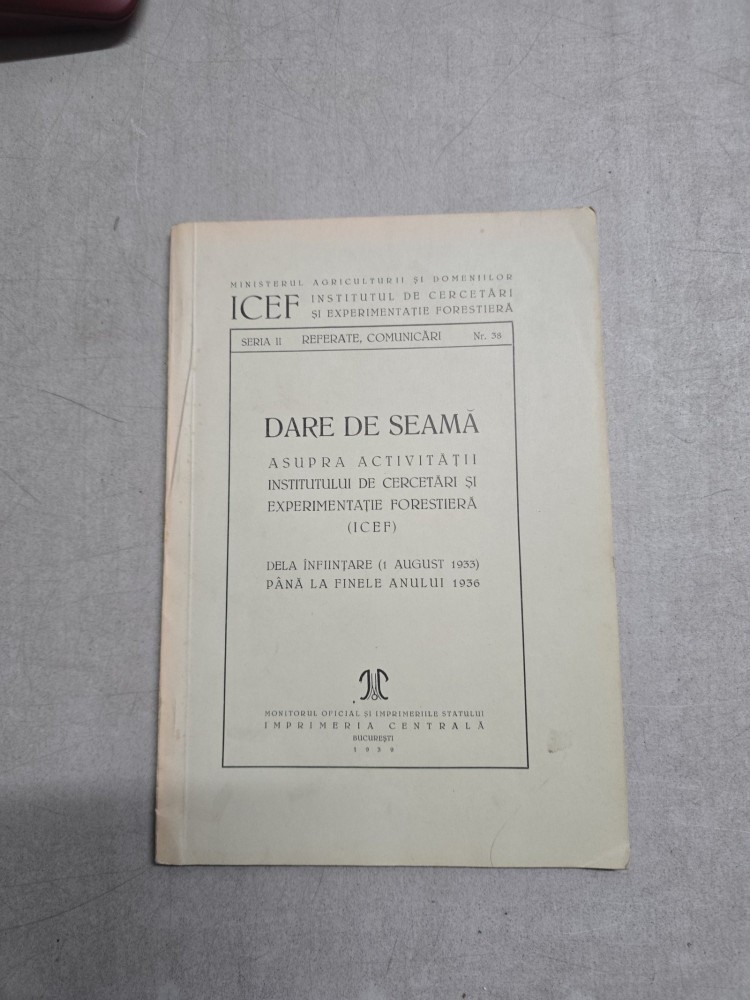 MINISTERUL AGRICULTURII ȘI DOMENIILOR
ICEF INSTITUTUL DE CERCETĂRI
ȘI EXPERIMENTAȚIE FORESTIERĂ
SERIA II REFERATE, COMUNICĂRI Nr. 38
DARE DE SEAMĂ
ASUPRA ACTIVITĂȚII
INSTITUTULUI DE CERCETĂRI ȘI
EXPERIMENTAȚIE FORESTIERĂ
(ICEF)
DELA ÎNFIINȚARE (1 AUGUST 1933)
PÂNĂ LA FINELE ANULUI 1936
MONITORUL OFICIAL ȘI IMPRIMERIILE STATULUI
IMPRIMERIA CENTRALĂ
BUCUREȘTI